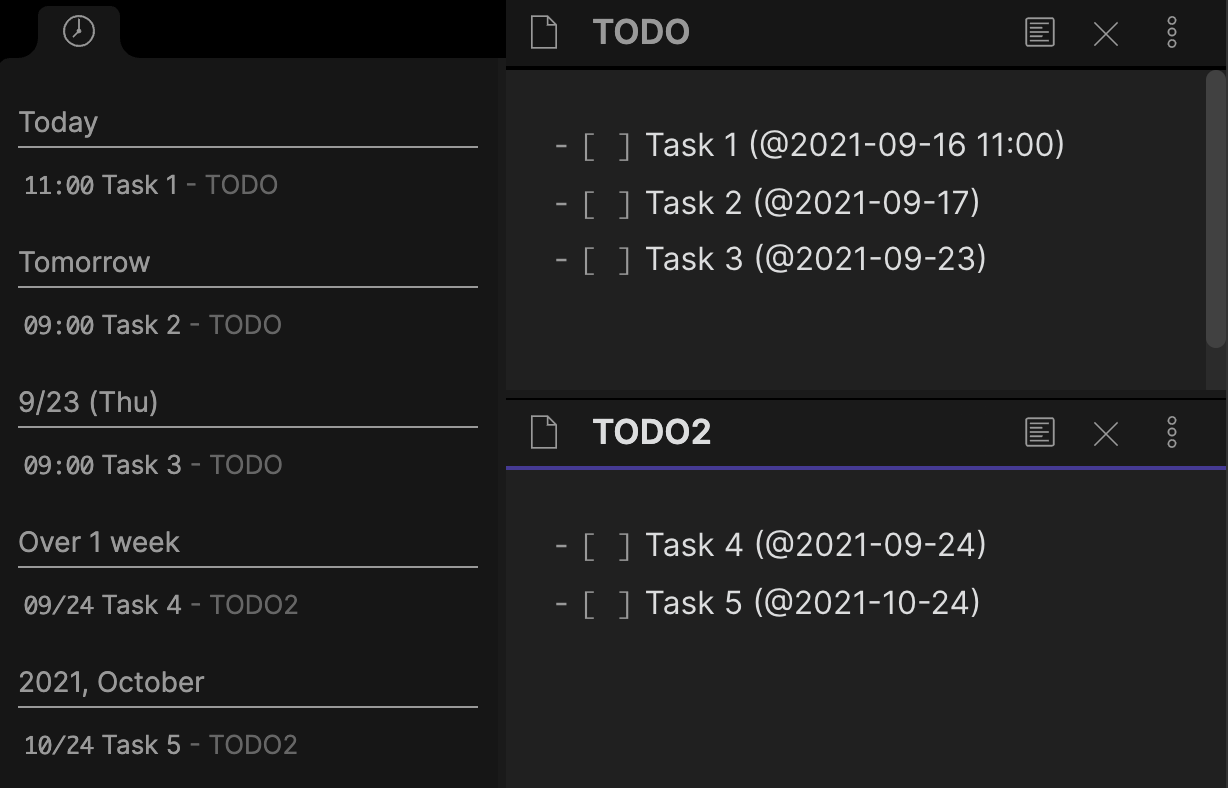 Today
11:00 Task 1 - TODO
Tomorrow
09:00 Task 2 - TODO
9/23 (Thu)
09:00 Task 3 - TODO
Over 1 week
09/24 Task 4 - TODO2
2021, October
10/24 Task 5 - TODO2
TODO
- [ ] Task 1 (@2021-09-16 11:00)
- [ ] Task 2 (@2021-09-17)
- [ ] Task 3 (@2021-09-23)
TODO2
- [ ] Task 4 (@2021-09-24)
- [ ] Task 5 (@2021-10-24)